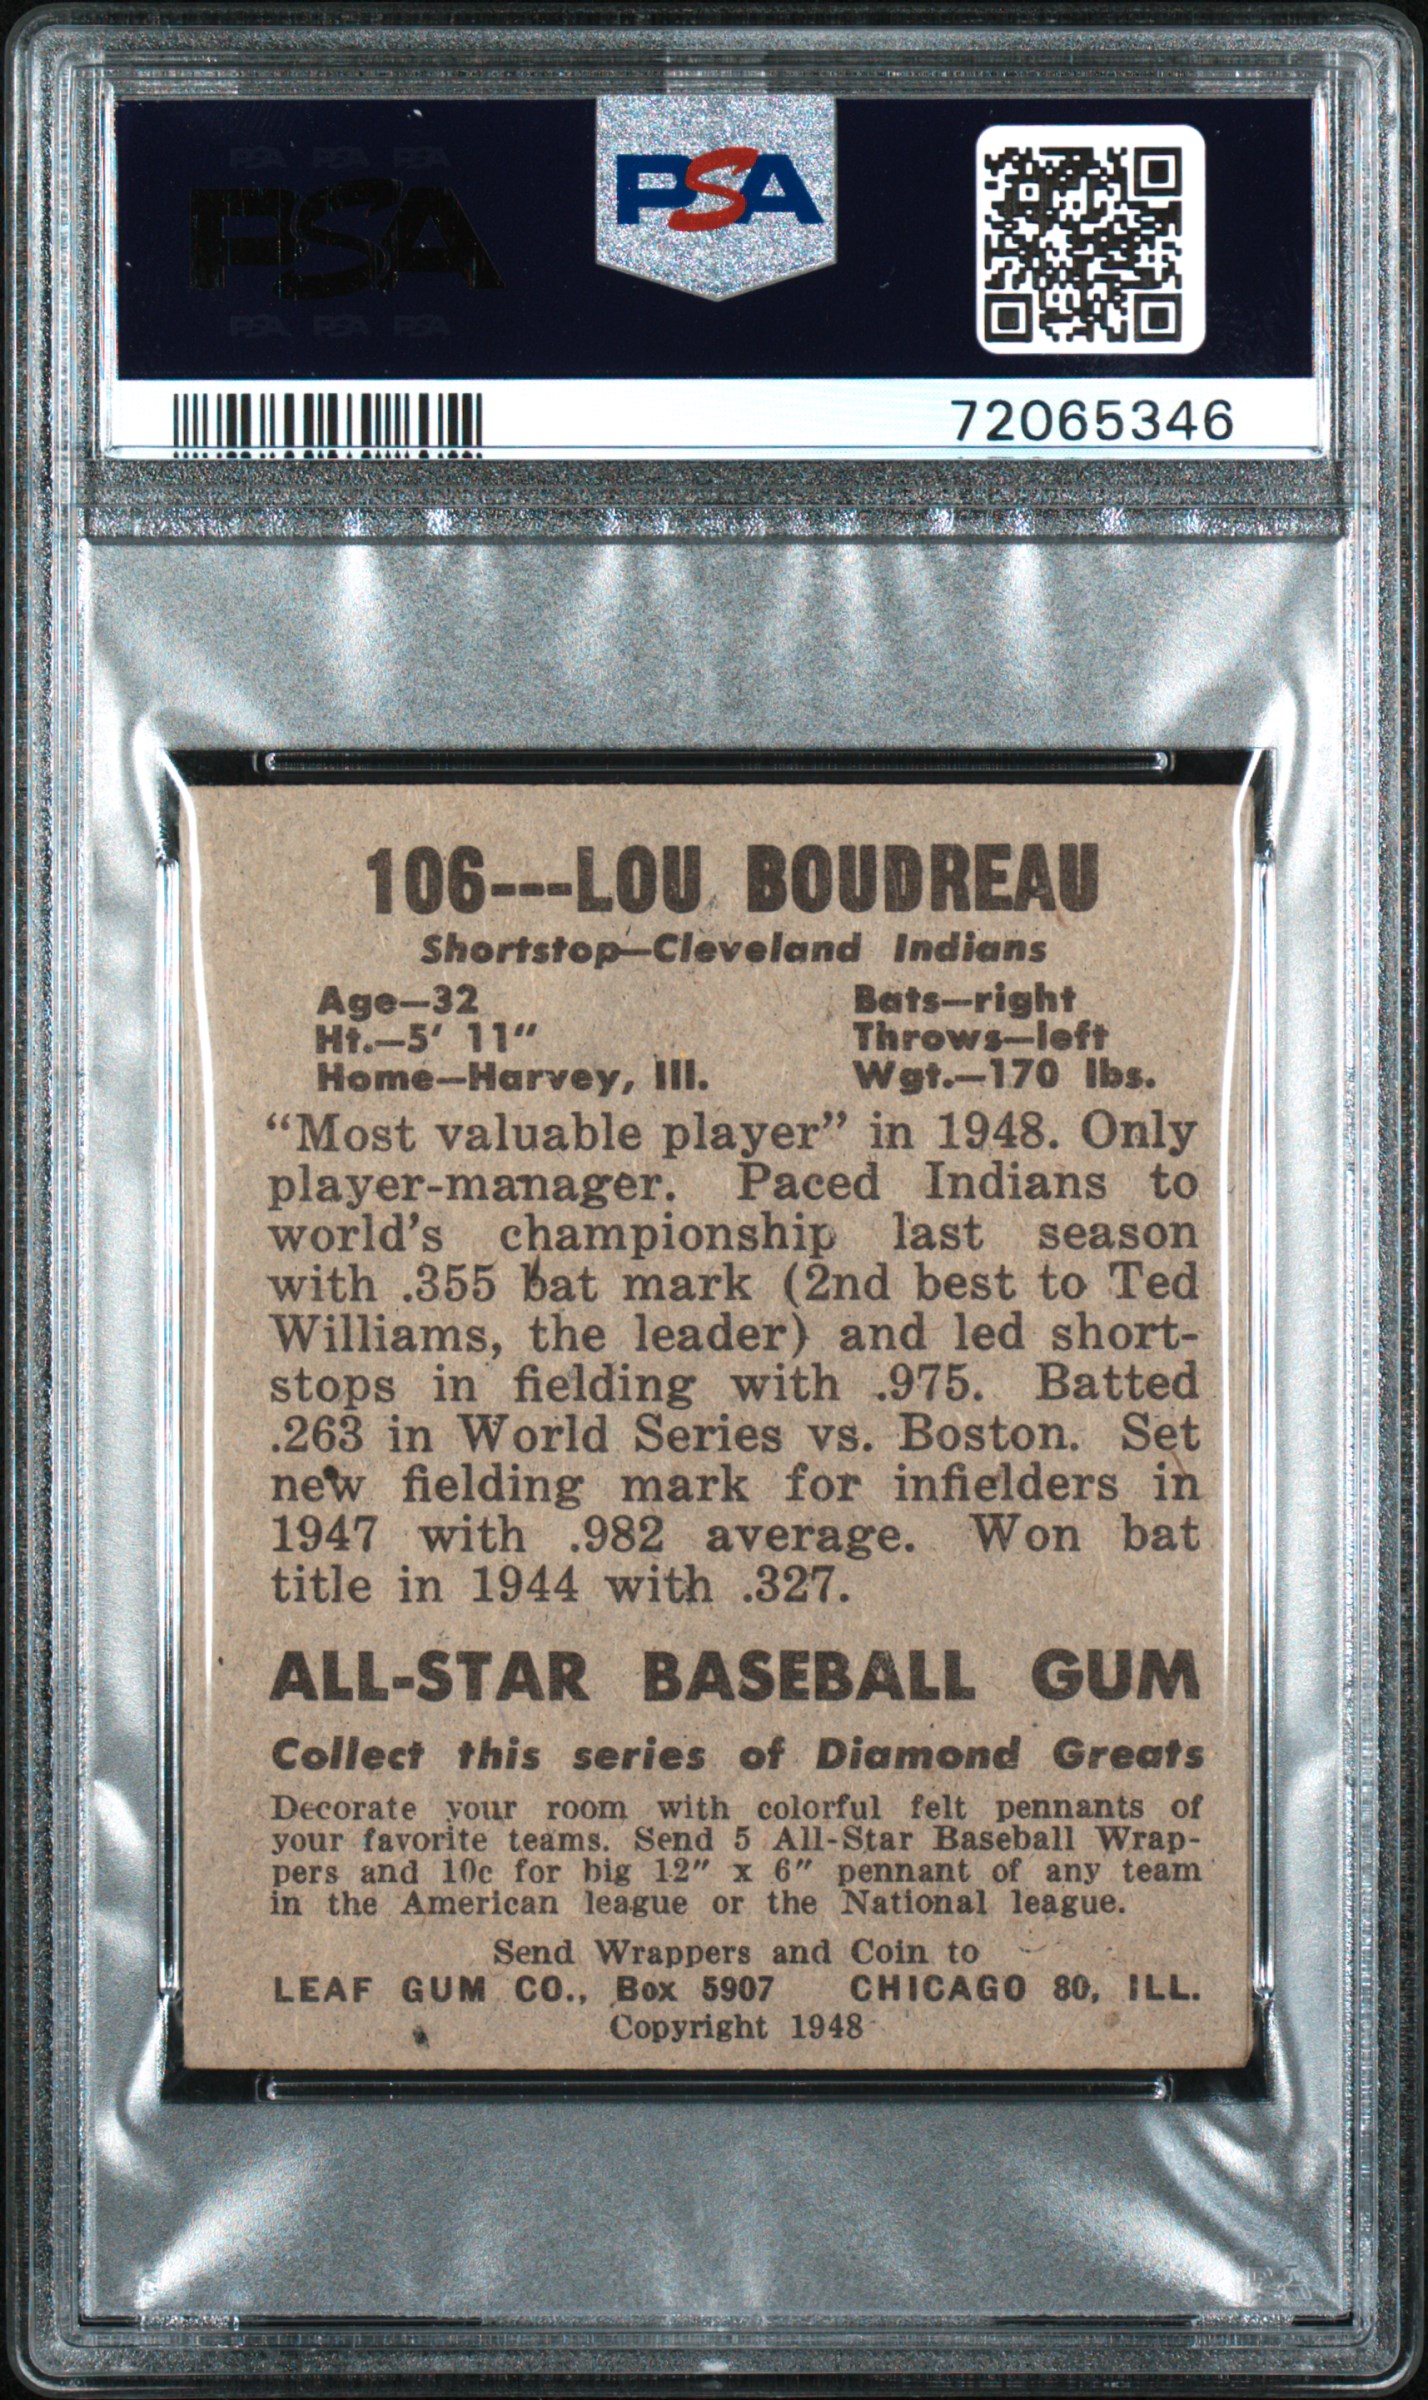 PSA PSA PSA
PSA
PSA PSA PSA
PSA
72065346
106---LOU BOUDREAU
Shortstop—Cleveland Indians
Age—32 Bats—right
Ht.—5' 11" Throws—left
Home—Harvey, Ill. Wgt.—170 lbs.
“Most valuable player” in 1948. Only
player-manager. Paced Indians to
world's championship last season
with .355 bat mark (2nd best to Ted
Williams, the leader) and led short-
stops in fielding with .975. Batted
.263 in World Series vs. Boston. Set
new fielding mark for infielders in
1947 with .982 average. Won bat
title in 1944 with .327.
ALL-STAR BASEBALL GUM
Collect this series of Diamond Greats
Decorate your room with colorful felt pennants of
your favorite teams. Send 5 All-Star Baseball Wrap-
pers and 10c for big 12" x 6" pennant of any team
in the American league or the National league.
Send Wrappers and Coin to
LEAF GUM CO., Box 5907 CHICAGO 80, ILL.
Copyright 1948